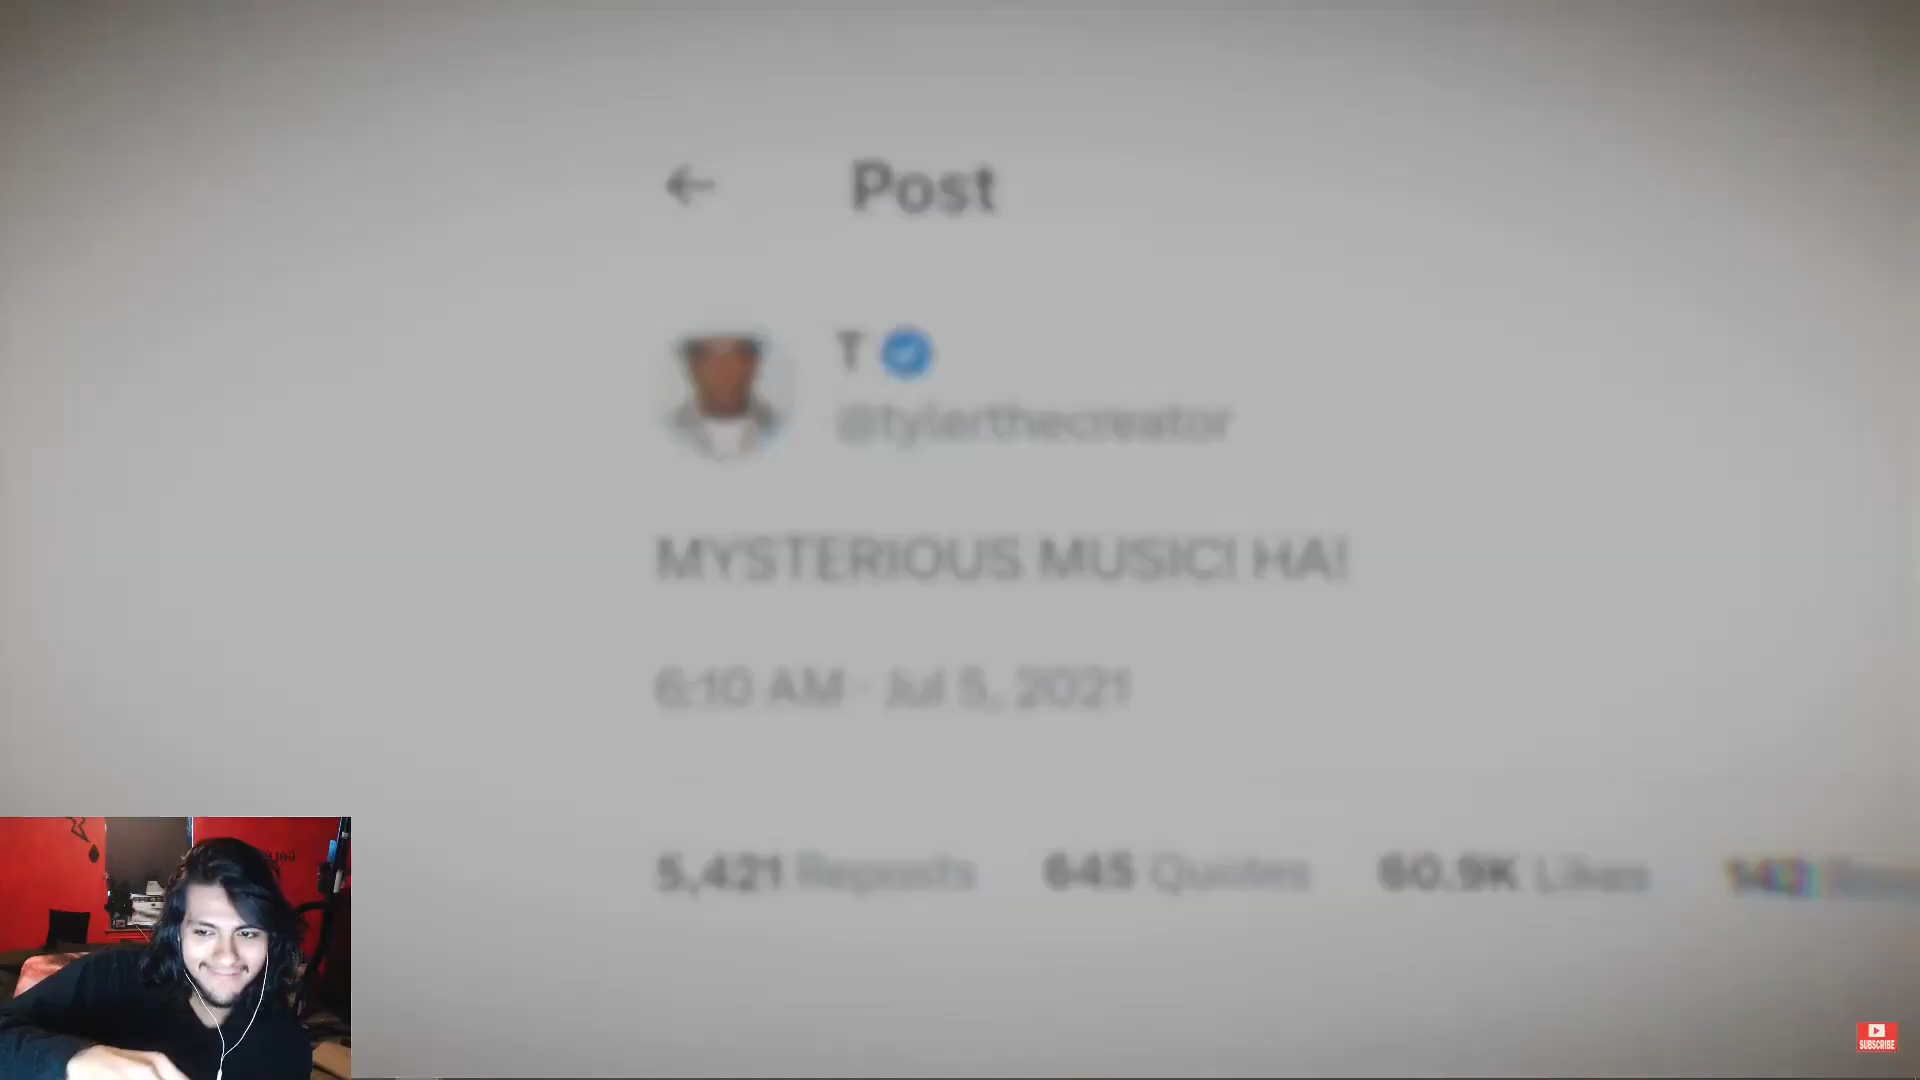 ← Post
T
@tylerthecreator
MYSTERIOUS MUSIC! HA!
6:10 AM · Jul 5, 2021
5,421 Reposts 645 Quotes 60.9K Likes
SUBSCRIBE